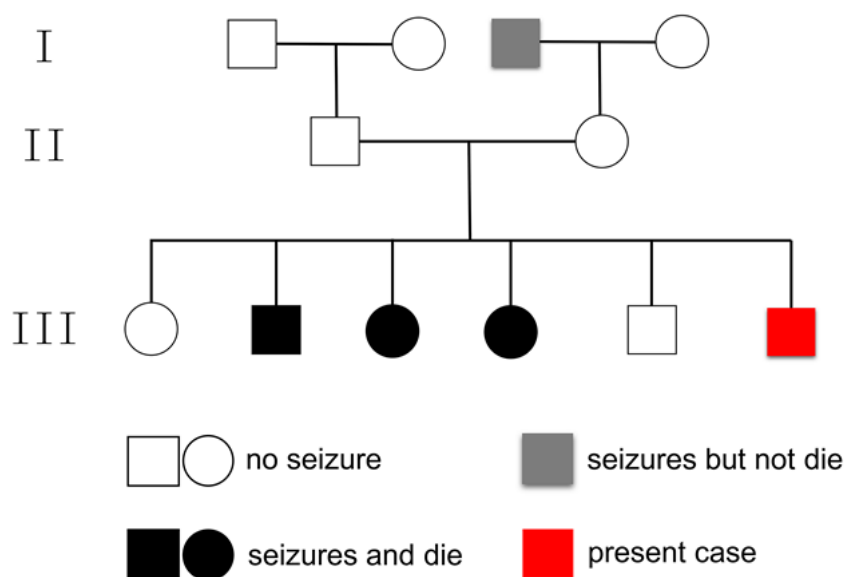 I
II
III
no seizure
seizures but not die
seizures and die
present case